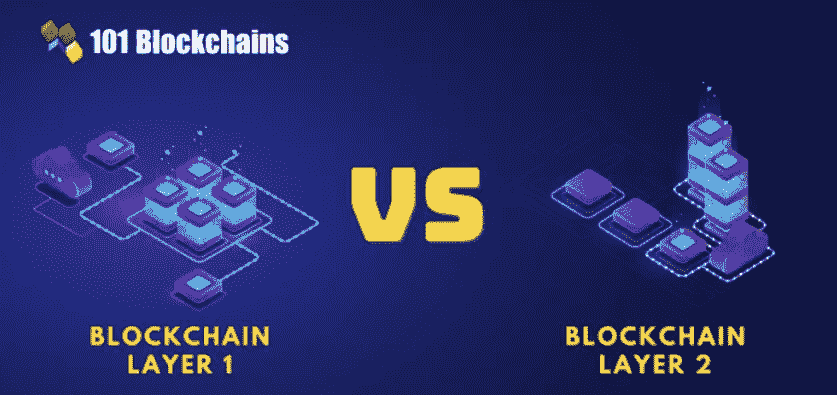 101 Blockchains
VS
BLOCKCHAIN
LAYER 1
BLOCKCHAIN
LAYER 2